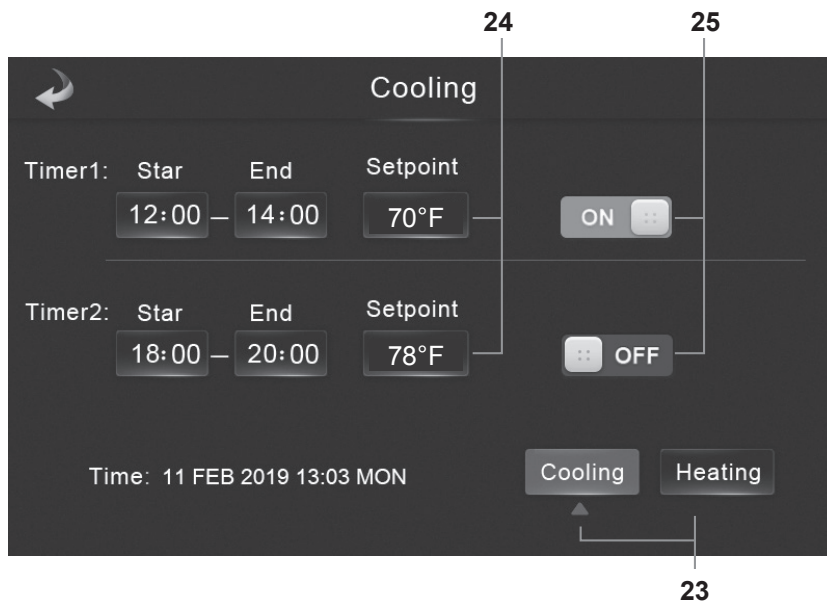 24 25
Cooling
Timer1: Star End Setpoint
12:00 – 14:00 70°F ON
Timer2: Star End Setpoint
18:00 – 20:00 78°F OFF
Time: 11 FEB 2019 13:03 MON Cooling Heating
23